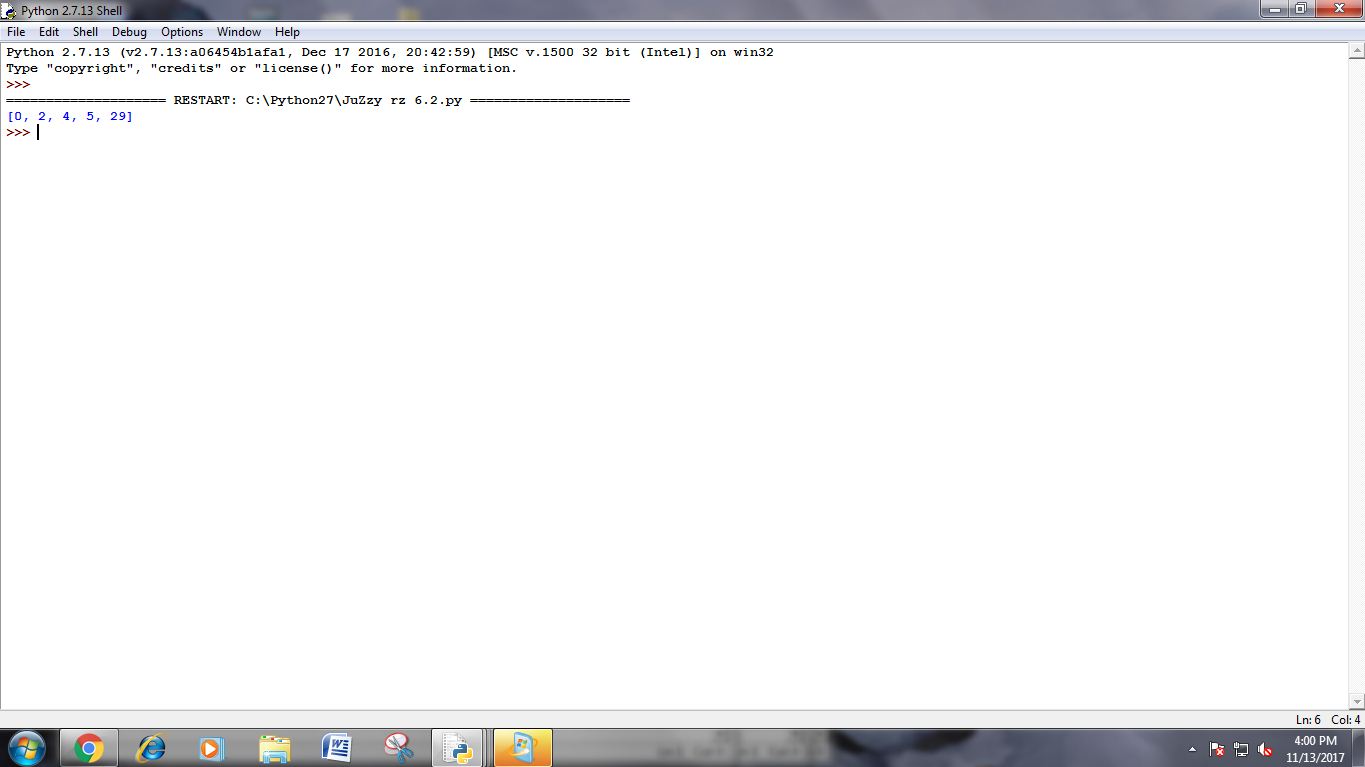 Python 2.7.13 Shell
File Edit Shell Debug Options Window Help
Python 2.7.13 (v2.7.13:a06454b1afa1, Dec 17 2016, 20:42:59) [MSC v.1500 32 bit (Intel)] on win32
Type "copyright", "credits" or "license()" for more information.
>>>
==================== RESTART: C:\Python27\JuZzy rz 6.2.py ====================
[0, 2, 4, 5, 29]
>>>
Ln: 6 Col: 4
4:00 PM
11/13/2017